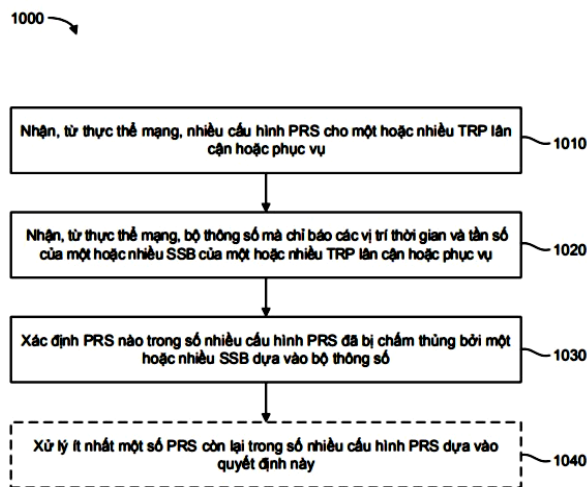 1000
Nhận, từ thực thể mạng, nhiều cấu hình PRS cho một hoặc nhiều TRP lân
cận hoặc phục vụ
1010
Nhận, từ thực thể mạng, bộ thông số mà chỉ báo các vị trí thời gian và tần số
của một hoặc nhiều SSB của một hoặc nhiều TRP lân cận hoặc phục vụ
1020
Xác định PRS nào trong số nhiều cấu hình PRS đã bị chấm thủng bởi một
hoặc nhiều SSB dựa vào bộ thông số
1030
Xử lý ít nhất một số PRS còn lại trong số nhiều cấu hình PRS dựa vào
quyết định này
1040